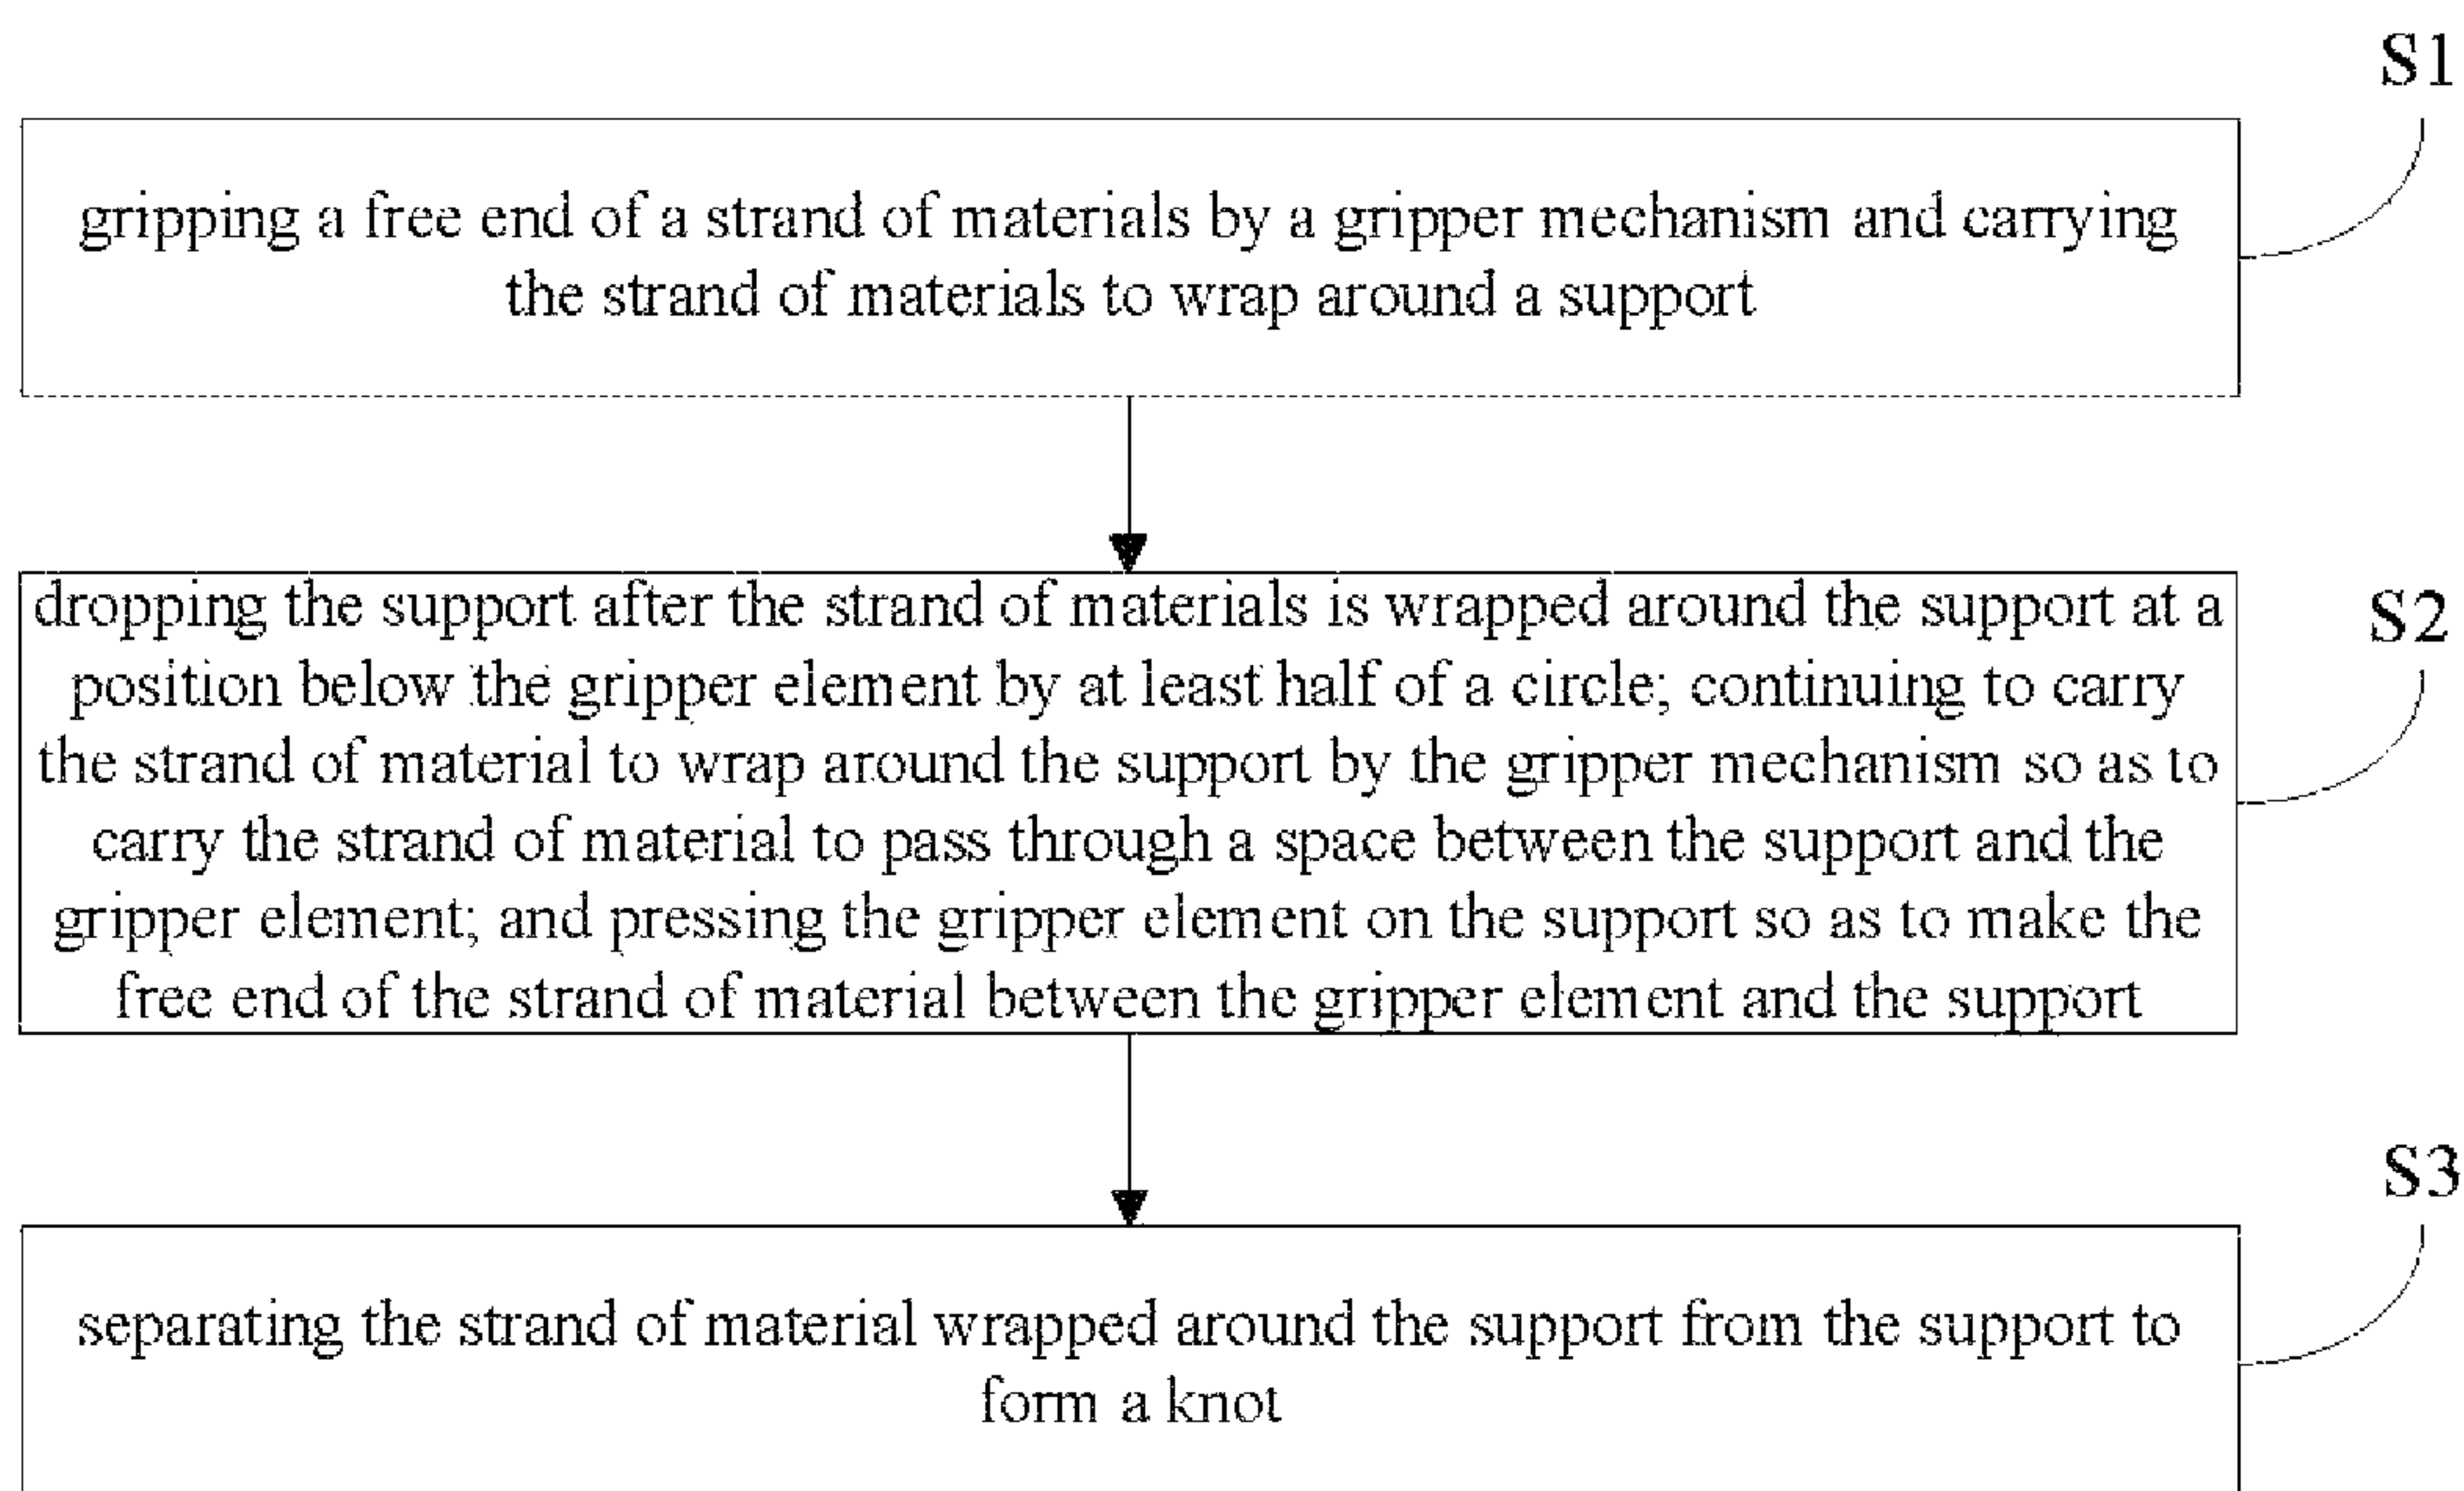 S1
gripping a free end of a strand of materials by a gripper mechanism and carrying
the strand of materials to wrap around a support
dropping the support after the strand of materials is wrapped around the support at a
position below the gripper element by at least half of a circle; continuing to carry
the strand of material to wrap around the support by the gripper mechanism so as to
carry the strand of material to pass through a space between the support and the
gripper element; and pressing the gripper element on the support so as to make the
free end of the strand of material between the gripper element and the support
S2
S3
separating the strand of material wrapped around the support from the support to
form a knot